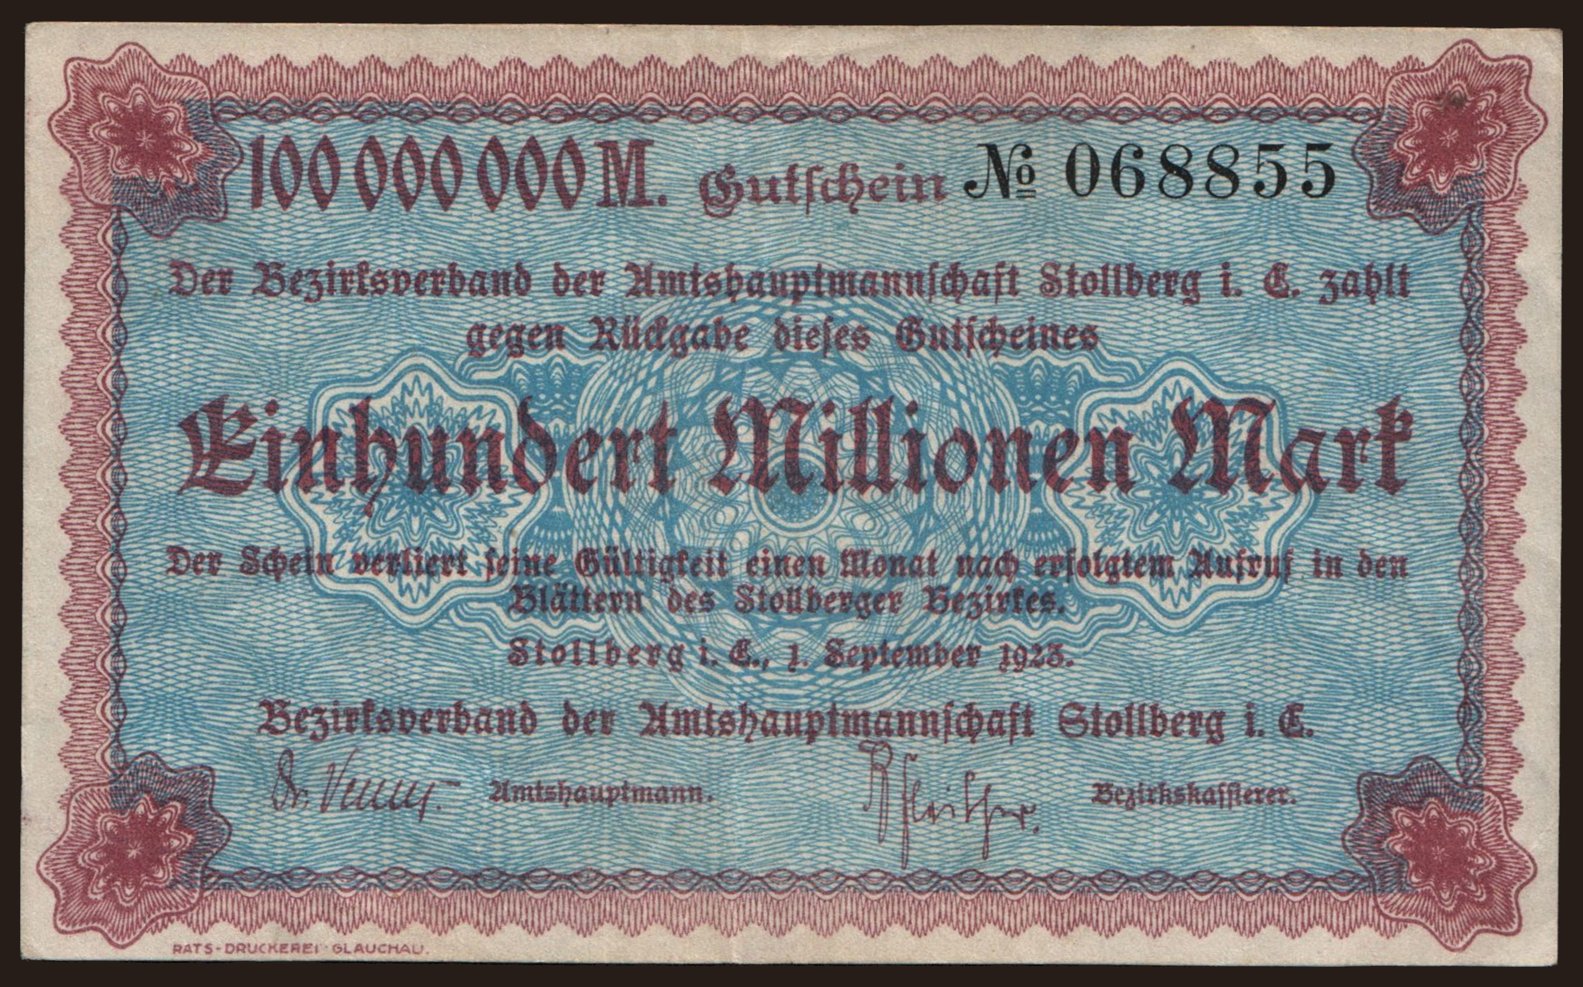 100 000 000 M. Gutschein № 068855
Der Bezirksverband der Amtshauptmannschaft Stollberg i. E. zahlt
gegen Rückgabe dieses Gutscheines
Einhundert Millionen Mark
Der Schein verliert seine Gültigkeit einen Monat nach erfolgtem Aufruf in den
Blättern des Stollberger Bezirkes.
Stollberg i. E., 1. September 1923.
Bezirksverband der Amtshauptmannschaft Stollberg i. E.
Dr. Amtshauptmann. Bezirkskassierer.
RATS-DRUCKEREI GLAUCHAU.